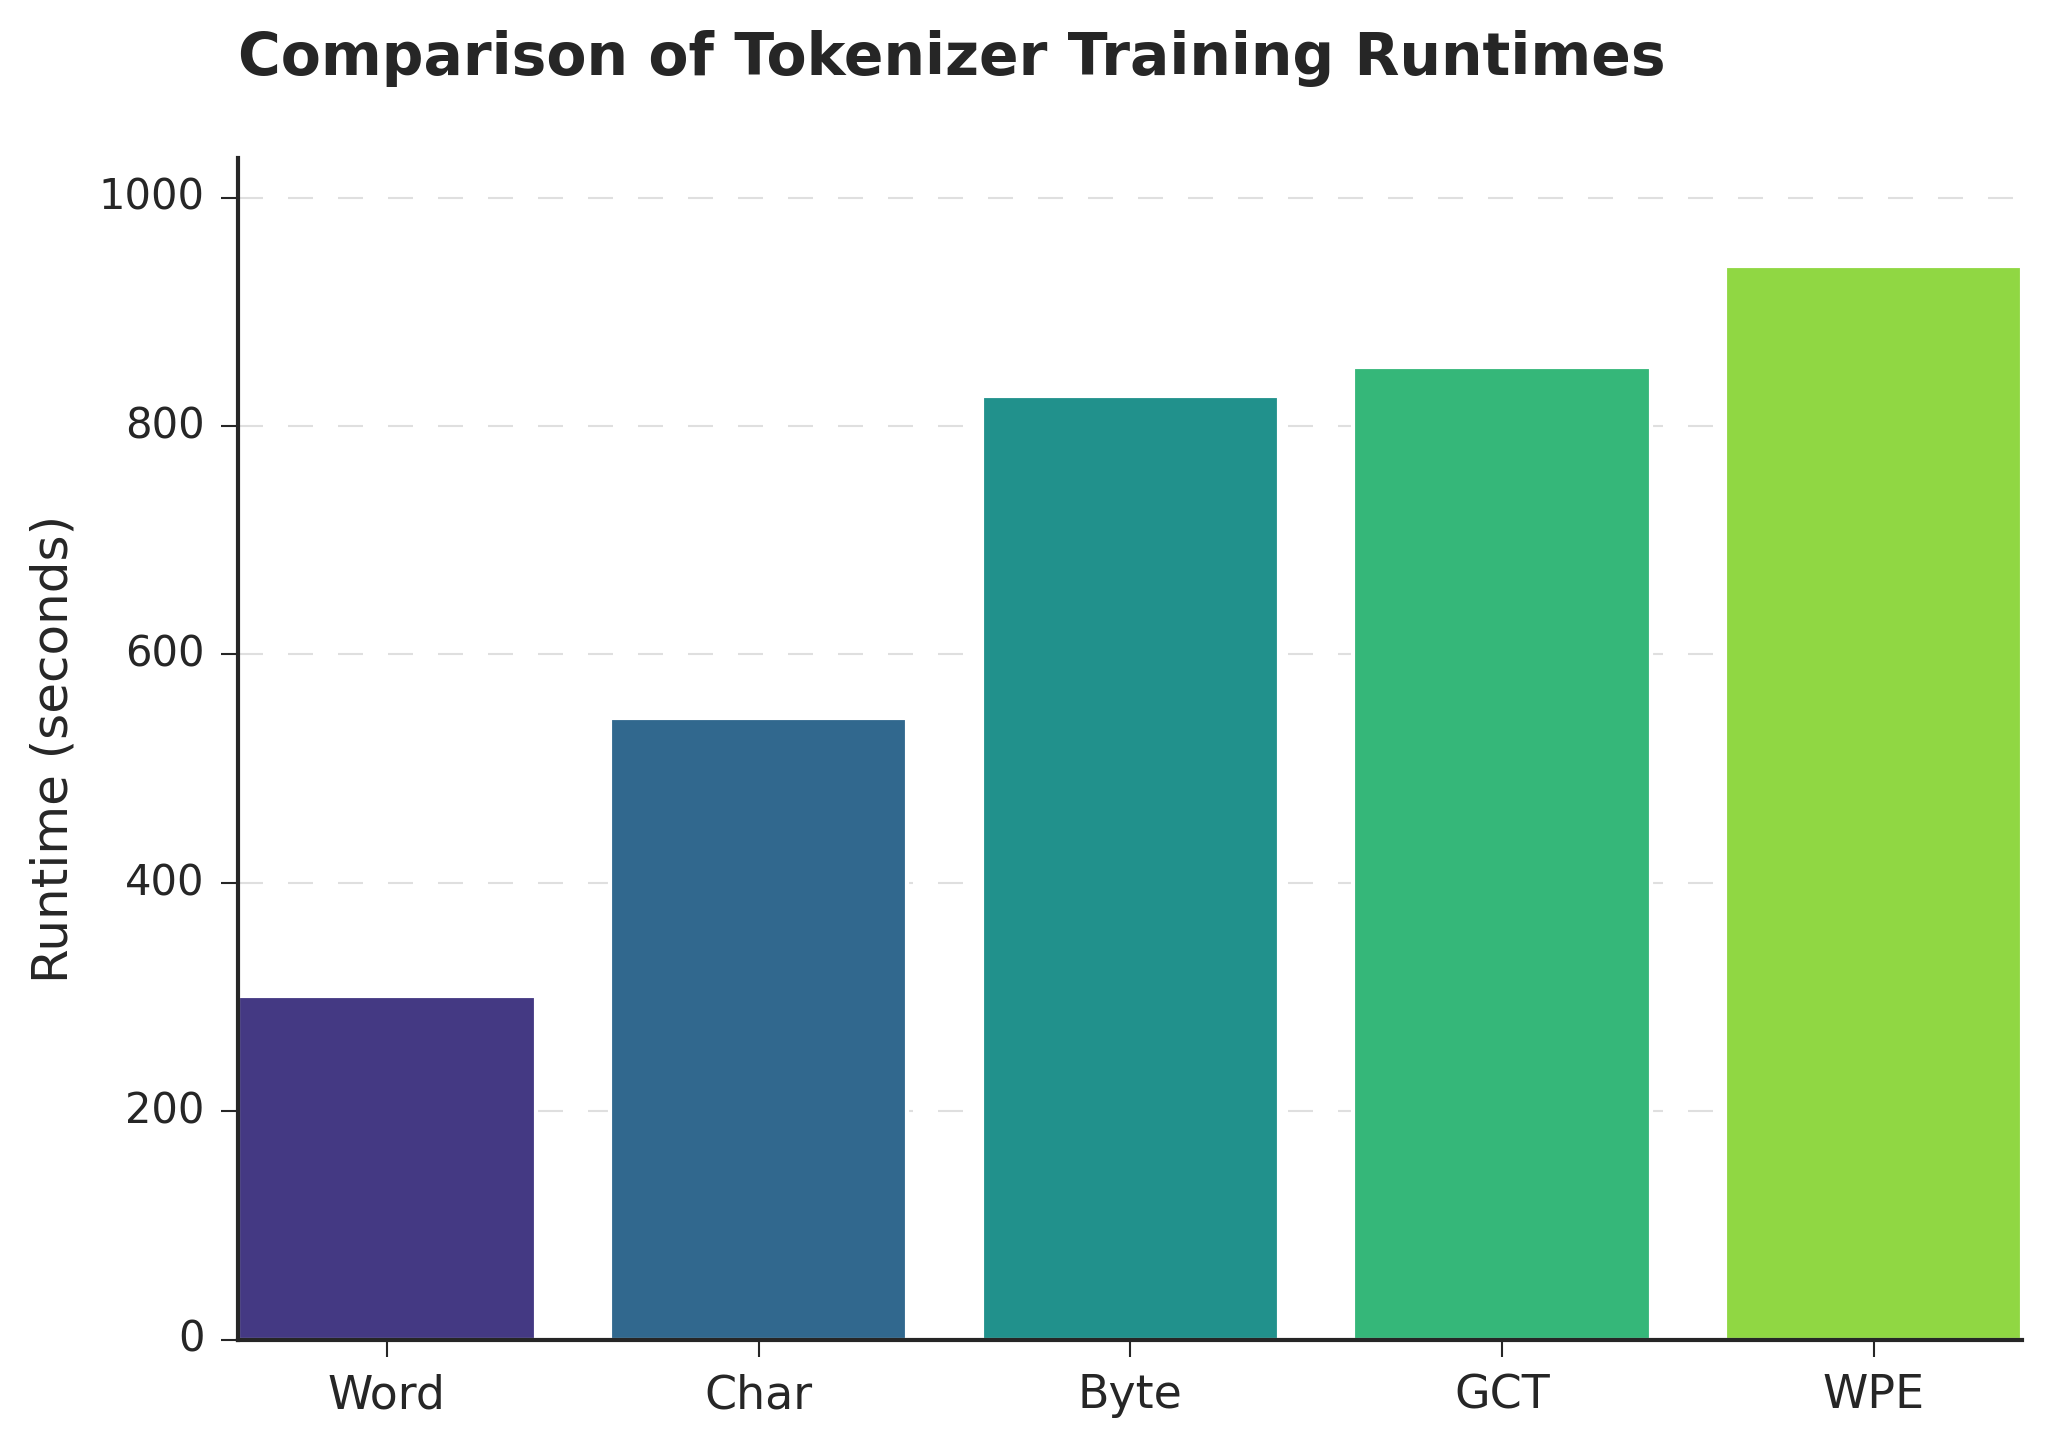 Comparison of Tokenizer Training Runtimes
1000
800
600
400
200
0
Runtime (seconds)
Word
Char
Byte
GCT
WPE